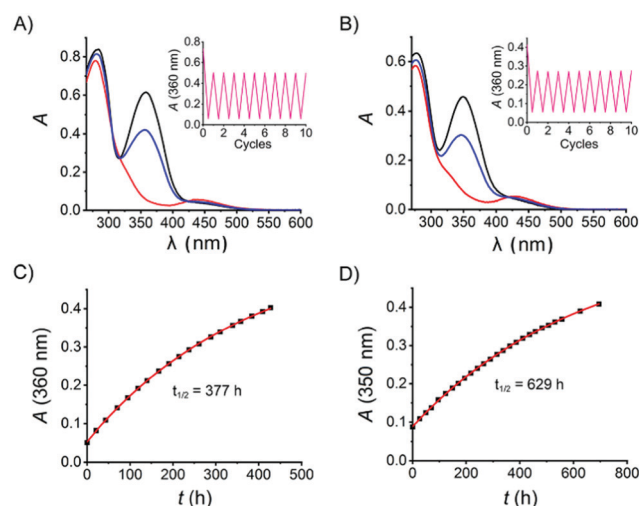 A)
0.8
0.6
0.4
0.2
0.0
A
300 350 400 450 500 550 600
λ (nm)
A (360 nm)
0.8
0.6
0.4
0.2
0.0
0 2 4 6 8 10
Cycles
B)
0.6
0.4
0.2
0.0
A
300 350 400 450 500 550 600
λ (nm)
A (360 nm)
0.4
0.3
0.2
0.1
0.0
0 2 4 6 8 10
Cycles
C)
0.4
0.3
0.2
0.1
0.0
A (360 nm)
t1/2 = 377 h
0 100 200 300 400 500
t (h)
D)
0.5
0.4
0.3
0.2
0.1
0.0
A (350 nm)
t1/2 = 629 h
0 200 400 600 800
t (h)